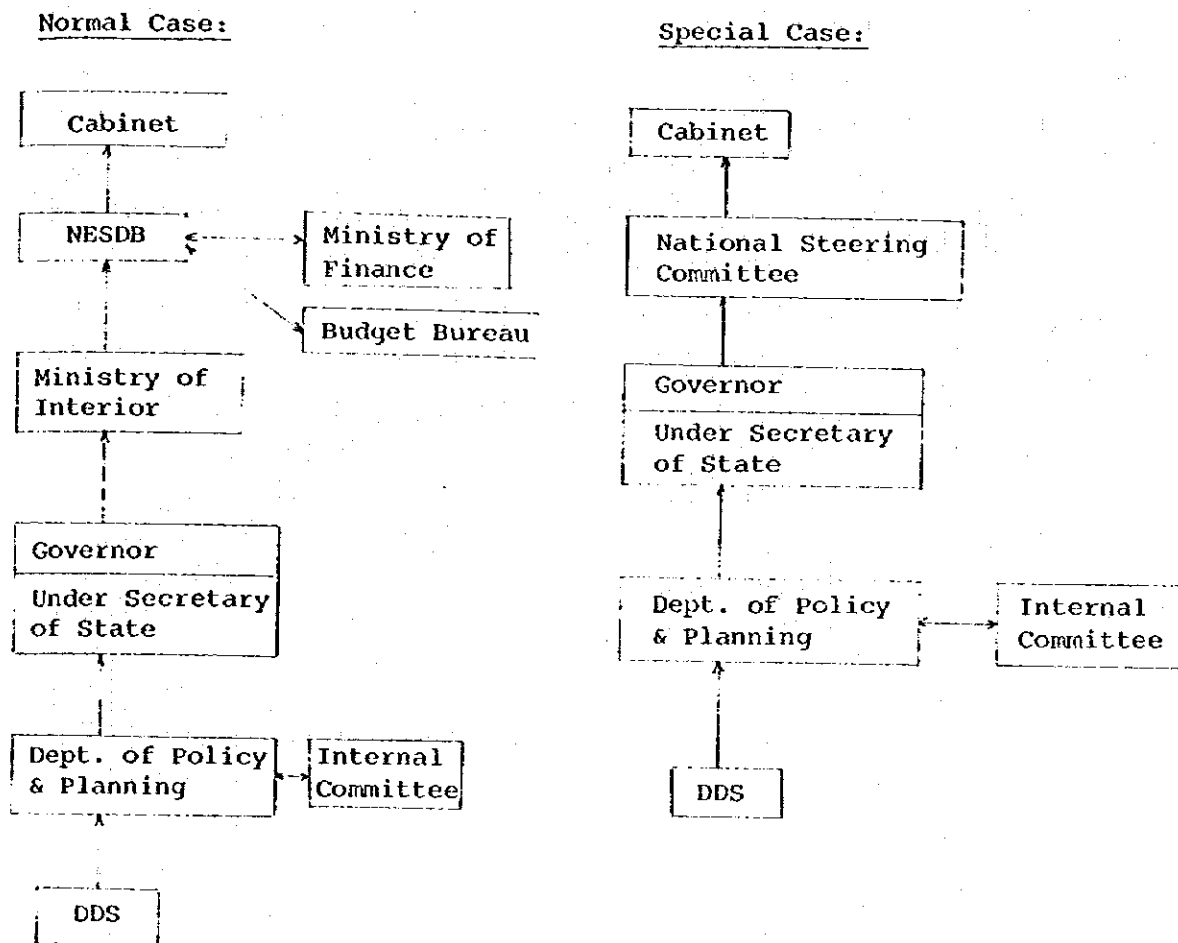 Normal Case:
Cabinet
NESDB
Ministry of
Finance
Budget Bureau
Ministry of
Interior
Governor
Under Secretary
of State
Dept. of Policy
& Planning
Internal
Committee
DDS
Special Case:
Cabinet
National Steering
Committee
Governor
Under Secretary
of State
Dept. of Policy
& Planning
Internal
Committee
DDS